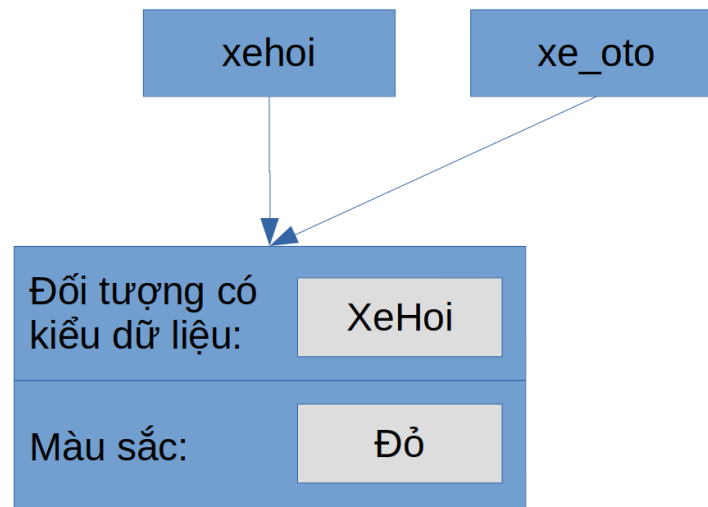 xehoi
xe_oto
Đối tượng có
kiểu dữ liệu:
XeHoi
Màu sắc:
Đỏ